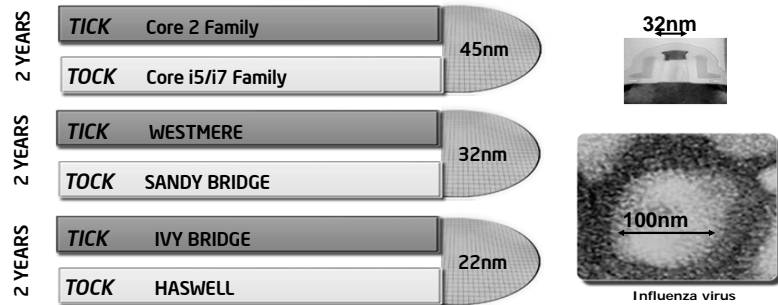 2 YEARS
TICK Core 2 Family
TOCK Core i5/i7 Family
45nm
2 YEARS
TICK WESTMERE
TOCK SANDY BRIDGE
32nm
2 YEARS
TICK IVY BRIDGE
TOCK HASWELL
22nm
32nm
100nm
Influenza virus